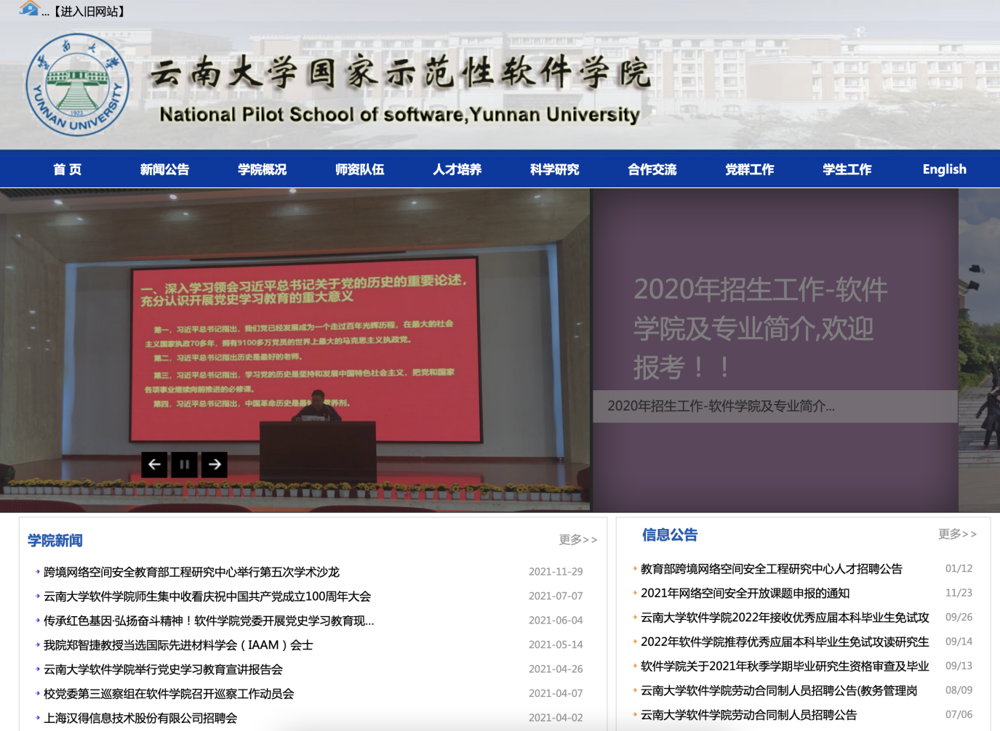 ...【进入旧网站】
雲南大学
YUNNAN UNIVERSITY
1923
云南大学国家示范性软件学院
National Pilot School of software,Yunnan University
首 页 新闻公告 学院概况 师资队伍 人才培养 科学研究 合作交流 党群工作 学生工作 English
一、深入学习领会习近平总书记关于党的历史的重要论述，
充分认识开展党史学习教育的重大意义
第一，习近平总书记指出，我们党已经发展成为一个走过百年光辉历程，在最大的社会
主义国家执政70多年，拥有9100多万党员的世界上最大的马克思主义执政党。
第二，习近平总书记指出历史是最好的老师。
第三，习近平总书记指出，学习党的历史是坚持和发展中国特色社会主义，把党和国家
各项事业继续向前推进的必修课。
第四，习近平总书记指出，中国革命历史是最好 养剂。
2020年招生工作-软件
学院及专业简介,欢迎
报考！！
2020年招生工作-软件学院及专业简介...
学院新闻 更多>>
跨境网络空间安全教育部工程研究中心举行第五次学术沙龙 2021-11-29
云南大学软件学院师生集中收看庆祝中国共产党成立100周年大会 2021-07-07
传承红色基因·弘扬奋斗精神！软件学院党委开展党史学习教育现... 2021-06-04
我院郑智捷教授当选国际先进材料学会（IAAM）会士 2021-05-14
云南大学软件学院举行党史学习教育宣讲报告会 2021-04-26
校党委第三巡察组在软件学院召开巡察工作动员会 2021-04-07
上海汉得信息技术股份有限公司招聘会 2021-04-02
信息公告 更多>>
教育部跨境网络空间安全工程研究中心人才招聘公告 01/12
2021年网络空间安全开放课题申报的通知 11/23
云南大学软件学院2022年接收优秀应届本科毕业生免试攻 09/26
2022年软件学院推荐优秀应届本科毕业生免试攻读研究生 09/14
软件学院关于2021年秋季学期毕业研究生资格审查及毕业 09/13
云南大学软件学院劳动合同制人员招聘公告(教务管理岗 08/09
云南大学软件学院劳动合同制人员招聘公告 07/06